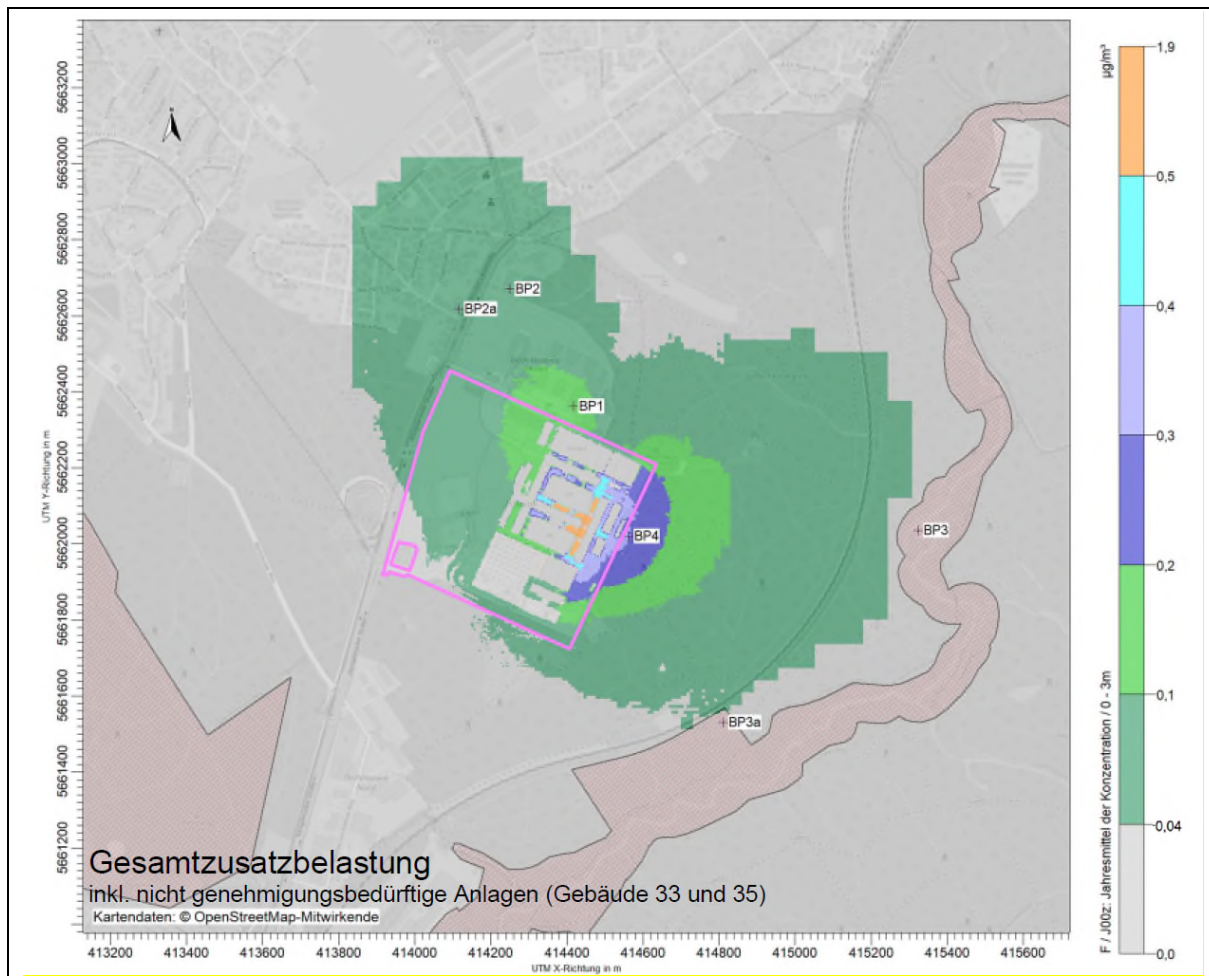 µg/m³
1,9
0,5
0,4
0,3
0,2
0,1
0,04
0,0
F / J00z: Jahresmittel der Konzentration / 0 - 3m
5663200
5663000
5662800
5662600
5662400
5662200
5662000
5661800
5661600
5661400
5661200
UTM Y-Richtung in m
BP2
BP2a
BP1
BP4
BP3
BP3a
Gesamtzusatzbelastung
inkl. nicht genehmigungsbedürftige Anlagen (Gebäude 33 und 35)
Kartendaten: © OpenStreetMap-Mitwirkende
413200 413400 413600 413800 414000 414200 414400 414600 414800 415000 415200 415400 415600
UTM X-Richtung in m